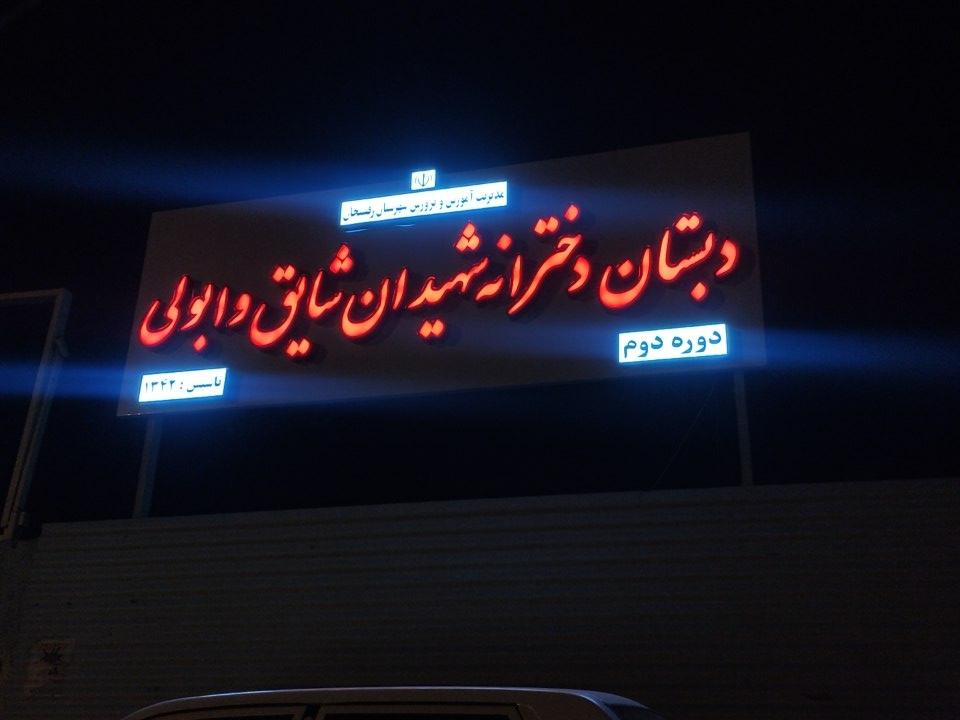 مدیریت آموزش و پرورش شهرستان رفسنجان
دبستان دخترانه شهیدان شایق و ابولی
دوره دوم
تاسیس : ۱۳۴۲